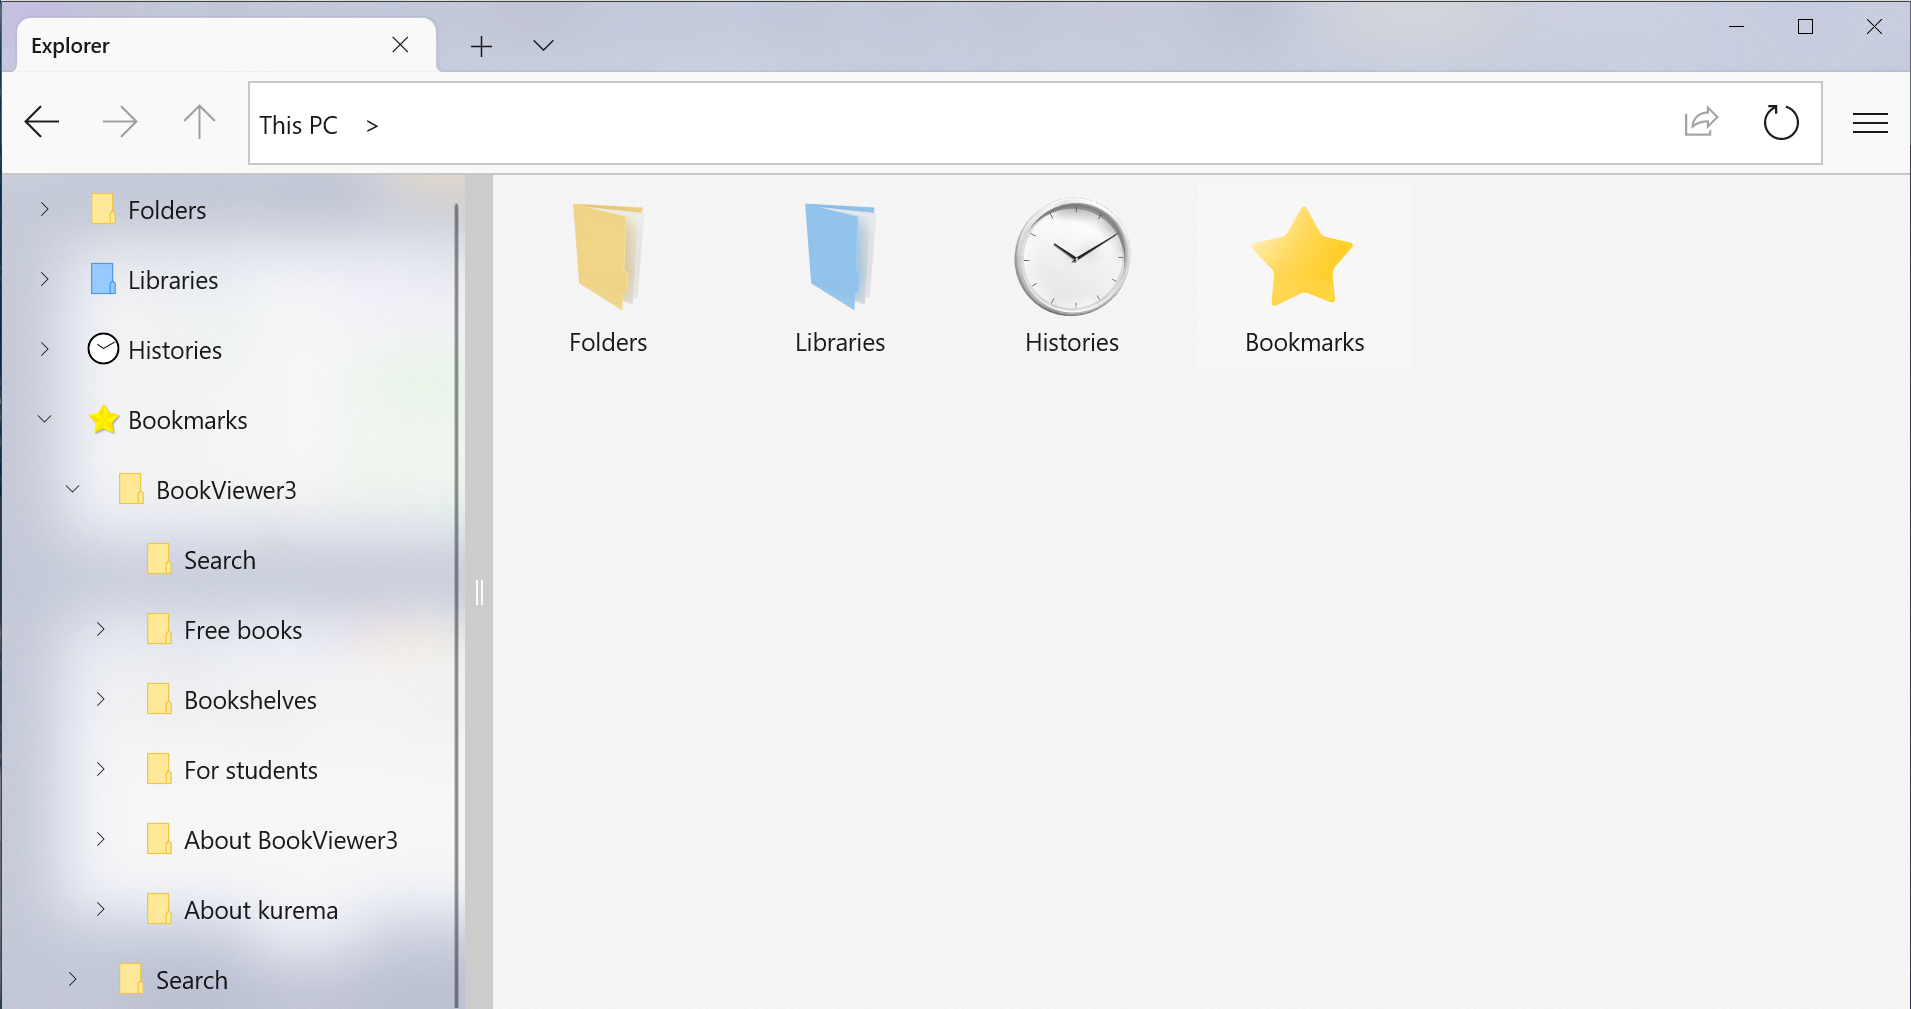 Explorer
This PC >
Folders
Libraries
Histories
Bookmarks
BookViewer3
Search
Free books
Bookshelves
For students
About BookViewer3
About kurema
Search
Folders
Libraries
Histories
Bookmarks